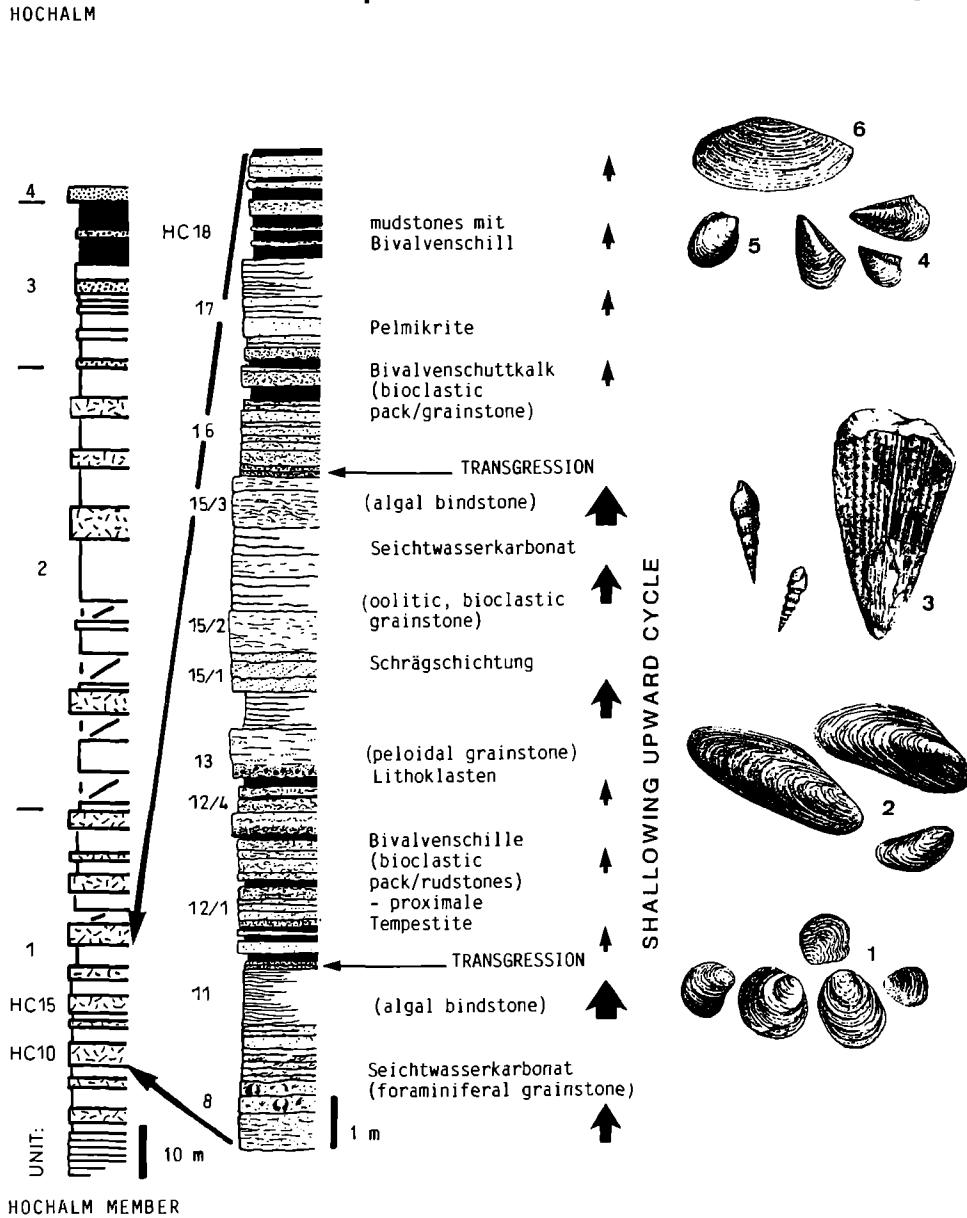 HOCHALM
4
3
2
1
HC15
HC10
UNIT:
10 m
HOCHALM MEMBER
HC18
17
16
15/3
15/2
15/1
13
12/4
12/1
11
8
1 m
mudstones mit
Bivalvenschill
Pelmikrite
Bivalvenschuttkalk
(bioclastic
pack/grainstone)
TRANSGRESSION
(algal bindstone)
Seichtwasserkarbonat
(oolitic, bioclastic
grainstone)
Schrägschichtung
(peloidal grainstone)
Lithoklasten
Bivalvenschille
(bioclastic
pack/rudstones)
- proximale
Tempestite
TRANSGRESSION
(algal bindstone)
Seichtwasserkarbonat
(foraminiferal grainstone)
SHALLOWING UPWARD CYCLE
6
5
4
3
2
1